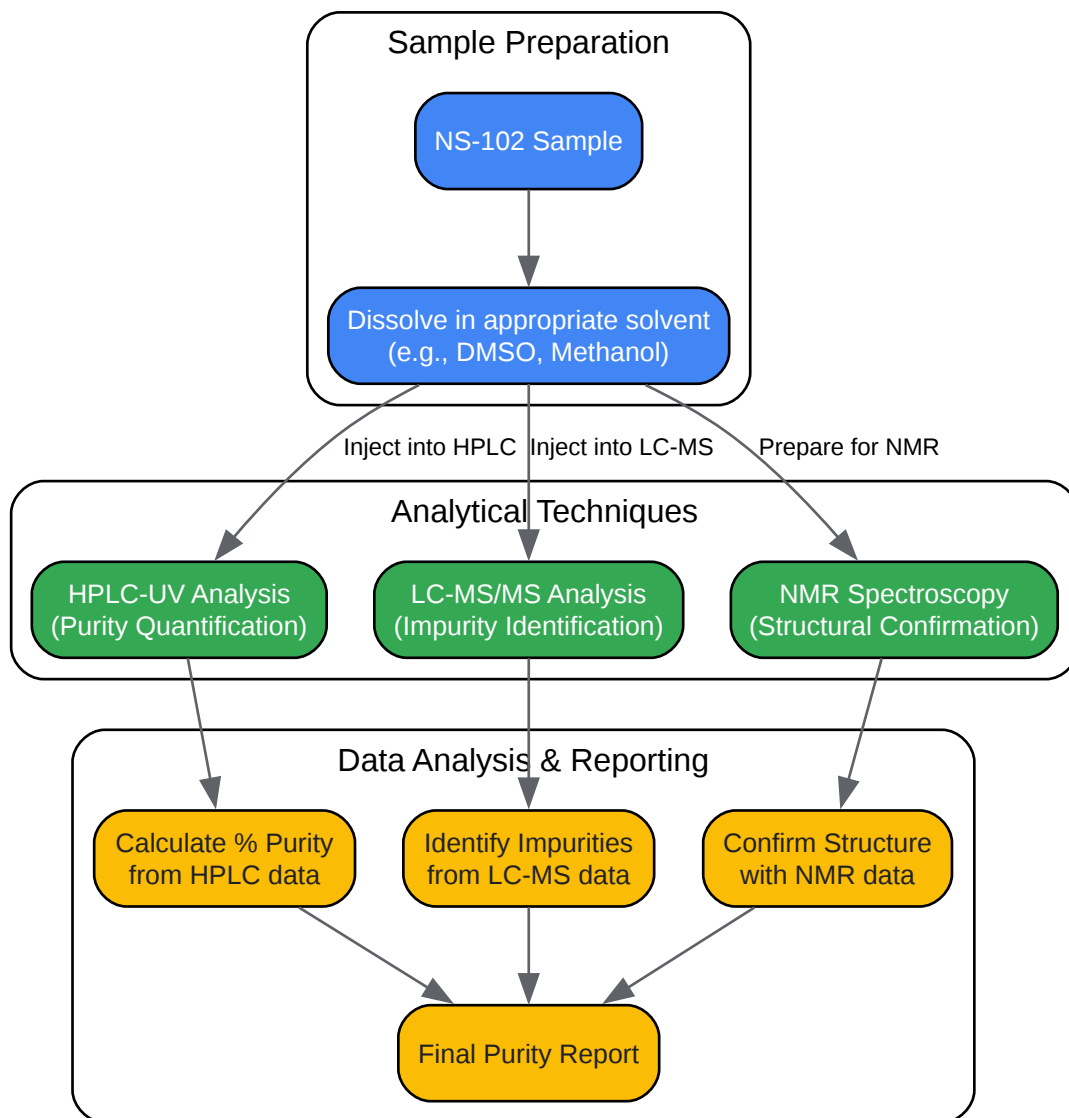 Sample Preparation
NS-102 Sample
Dissolve in appropriate solvent
(e.g., DMSO, Methanol)
Inject into HPLC
Inject into LC-MS
Prepare for NMR
Analytical Techniques
HPLC-UV Analysis
(Purity Quantification)
LC-MS/MS Analysis
(Impurity Identification)
NMR Spectroscopy
(Structural Confirmation)
Data Analysis & Reporting
Calculate % Purity
from HPLC data
Identify Impurities
from LC-MS data
Confirm Structure
with NMR data
Final Purity Report